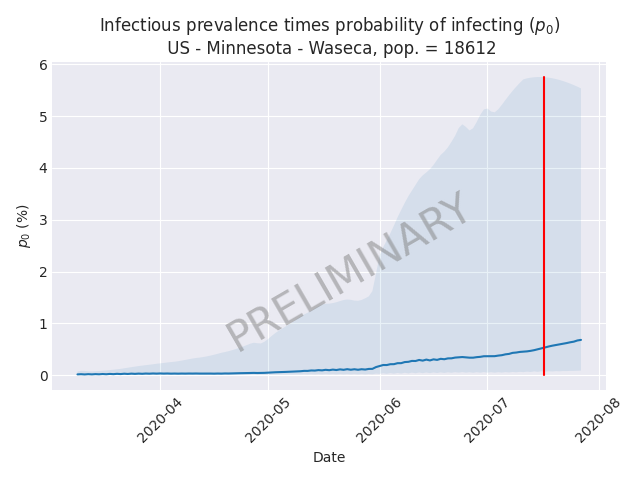 Infectious prevalence times probability of infecting (p₀)
US - Minnesota - Waseca, pop. = 18612
6
5
4
3
2
1
0
p₀ (%)
PRELIMINARY
2020-04
2020-05
2020-06
2020-07
2020-08
Date